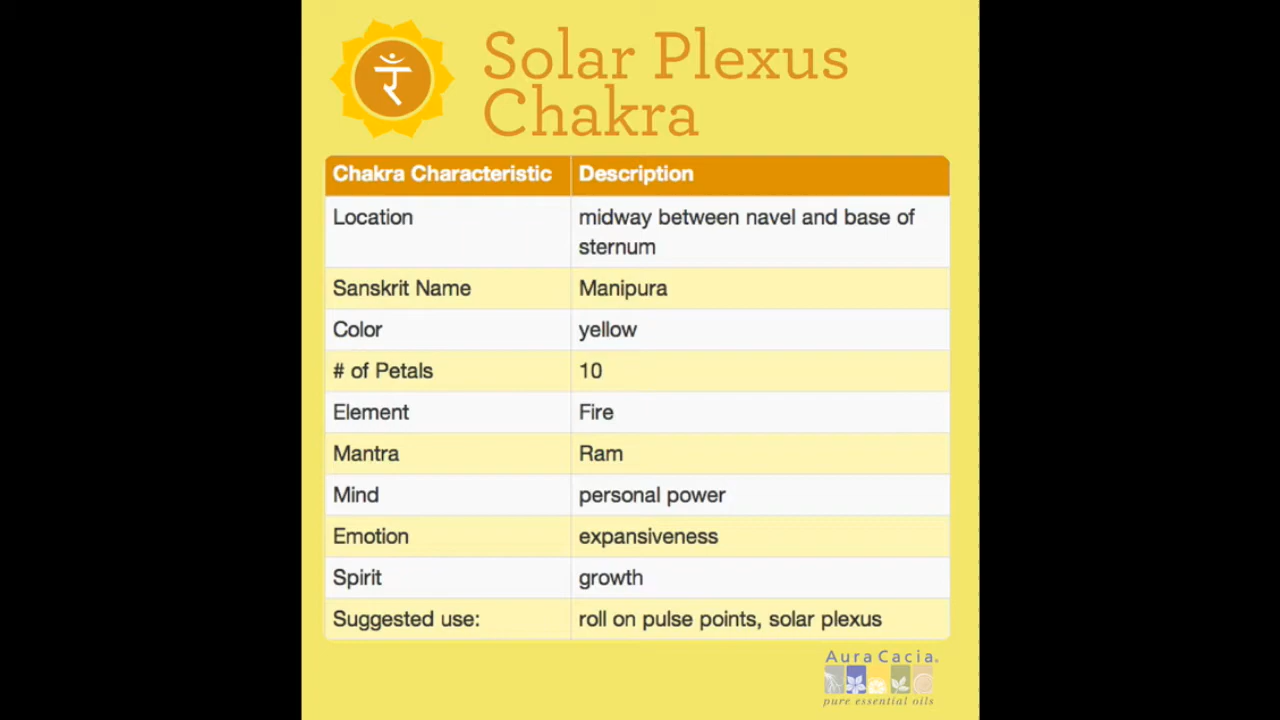 रं
Solar Plexus
Chakra
Chakra Characteristic Description
Location midway between navel and base of
sternum
Sanskrit Name Manipura
Color yellow
# of Petals 10
Element Fire
Mantra Ram
Mind personal power
Emotion expansiveness
Spirit growth
Suggested use: roll on pulse points, solar plexus
Aura Cacia®
pure essential oils